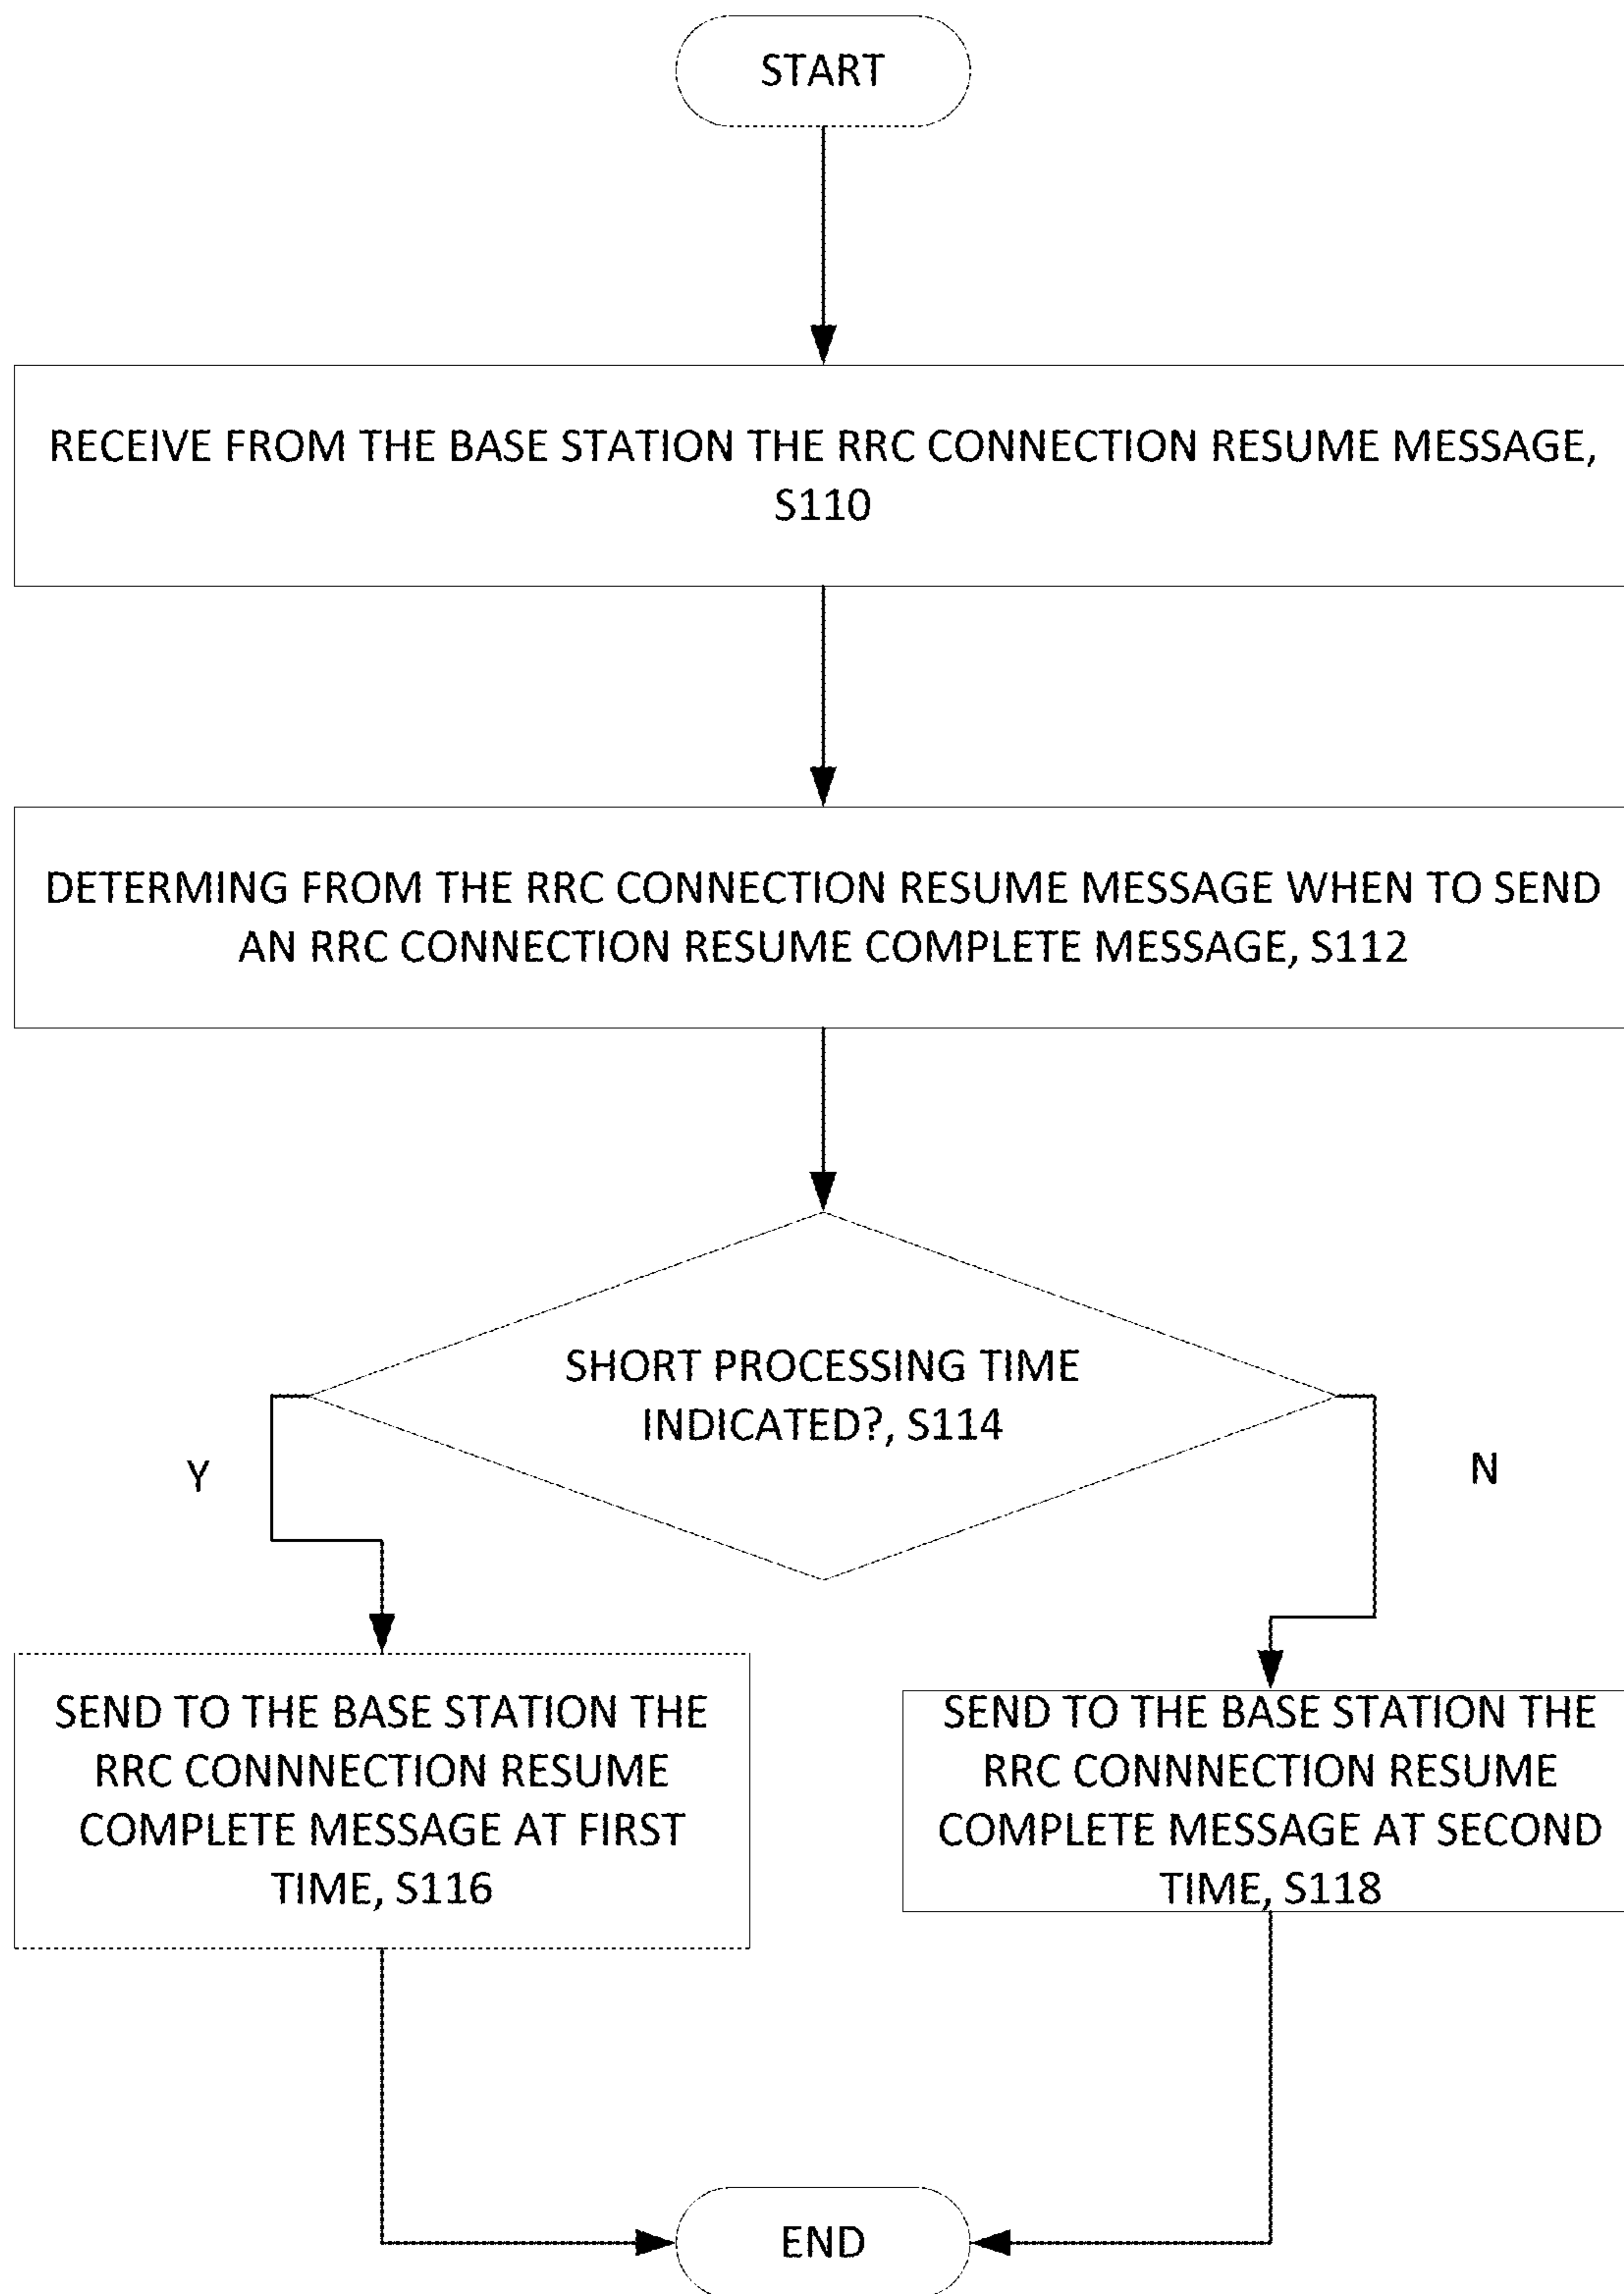 START
RECEIVE FROM THE BASE STATION THE RRC CONNECTION RESUME MESSAGE,
S110
DETERMING FROM THE RRC CONNECTION RESUME MESSAGE WHEN TO SEND
AN RRC CONNECTION RESUME COMPLETE MESSAGE, S112
SHORT PROCESSING TIME
INDICATED?, S114
Y
N
SEND TO THE BASE STATION THE
RRC CONNNECTION RESUME
COMPLETE MESSAGE AT FIRST
TIME, S116
SEND TO THE BASE STATION THE
RRC CONNNECTION RESUME
COMPLETE MESSAGE AT SECOND
TIME, S118
END